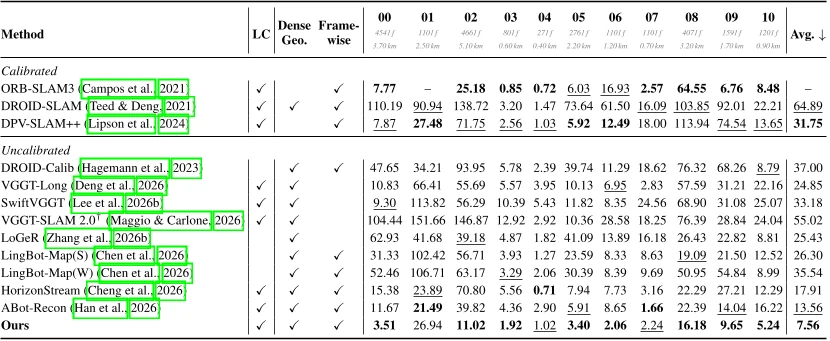 Method LC Dense Geo. Frame-wise 00 01 02 03 04 05 06 07 08 09 10 Avg. ↓
4541 f 1101 f 4661 f 801 f 271 f 2761 f 1101 f 1101 f 4071 f 1591 f 1201 f
3.70 km 2.50 km 5.10 km 0.60 km 0.40 km 2.20 km 1.20 km 0.70 km 3.20 km 1.70 km 0.90 km
Calibrated
ORB-SLAM3 (Campos et al., 2021) ✓ ✓ 7.77 – 25.18 0.85 0.72 6.03 16.93 2.57 64.55 6.76 8.48 –
DROID-SLAM (Teed & Deng, 2021) ✓ ✓ ✓ 110.19 90.94 138.72 3.20 1.47 73.64 61.50 16.09 103.85 92.01 22.21 64.89
DPV-SLAM++ (Lipson et al., 2024) ✓ ✓ 7.87 27.48 71.75 2.56 1.03 5.92 12.49 18.00 113.94 74.54 13.65 31.75
Uncalibrated
DROID-Calib (Hagemann et al., 2023) ✓ ✓ 47.65 34.21 93.95 5.78 2.39 39.74 11.29 18.62 76.32 68.26 8.79 37.00
VGGT-Long (Deng et al., 2026) ✓ ✓ 10.83 66.41 55.69 5.57 3.95 10.13 6.95 2.83 57.59 31.21 22.16 24.85
SwiftVGGT (Lee et al., 2026b) ✓ ✓ 9.30 113.82 56.29 10.39 5.43 11.82 8.35 24.56 68.90 31.08 25.07 33.18
VGGT-SLAM 2.0† (Maggio & Carlone, 2026) ✓ ✓ 104.44 151.66 146.87 12.92 2.92 10.36 28.58 18.25 76.39 28.84 24.04 55.02
LoGeR (Zhang et al., 2026b) ✓ 62.93 41.68 39.18 4.87 1.82 41.09 13.89 16.18 26.43 22.82 8.81 25.43
LingBot-Map(S) (Chen et al., 2026) ✓ ✓ 31.33 102.42 56.71 3.93 1.27 23.59 8.33 8.63 19.09 21.50 12.52 26.30
LingBot-Map(W) (Chen et al., 2026) ✓ ✓ 52.46 106.71 63.17 3.29 2.06 30.39 8.39 9.69 50.95 54.84 8.99 35.54
HorizonStream (Cheng et al., 2026) ✓ ✓ ✓ 15.38 23.89 70.80 5.56 0.71 7.94 7.73 3.16 22.29 27.21 12.29 17.91
ABot-Recon (Han et al., 2026) ✓ ✓ ✓ 11.67 21.49 39.82 4.36 2.90 5.91 8.65 1.66 22.39 14.04 16.22 13.56
Ours ✓ ✓ ✓ 3.51 26.94 11.02 1.92 1.02 3.40 2.06 2.24 16.18 9.65 5.24 7.56